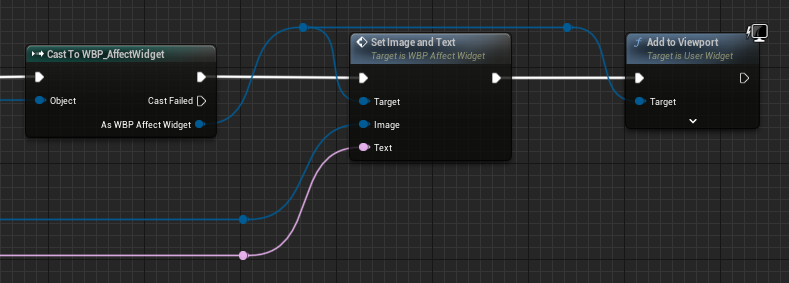 Cast To WBP_AffectWidget
Object
Cast Failed
As WBP Affect Widget
Set Image and Text
Target is WBP Affect Widget
Target
Image
Text
Add to Viewport
Target is User Widget
Target